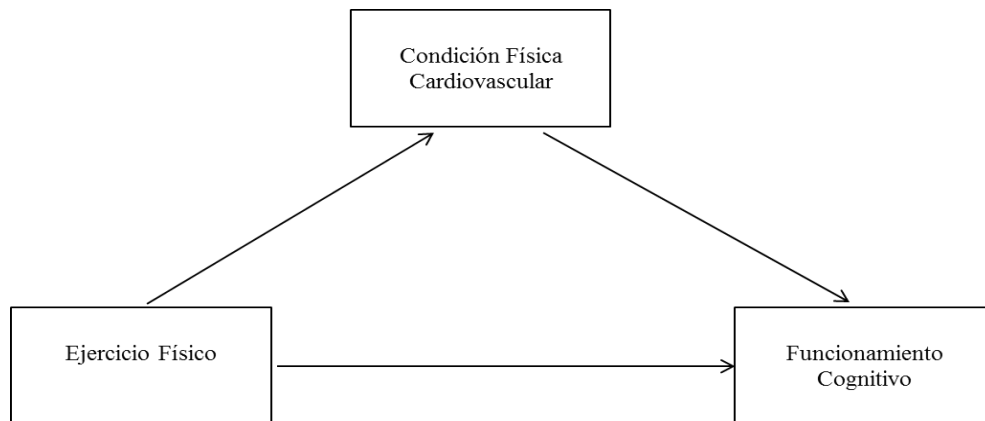 Condición Física
Cardiovascular
Ejercicio Físico
Funcionamiento
Cognitivo